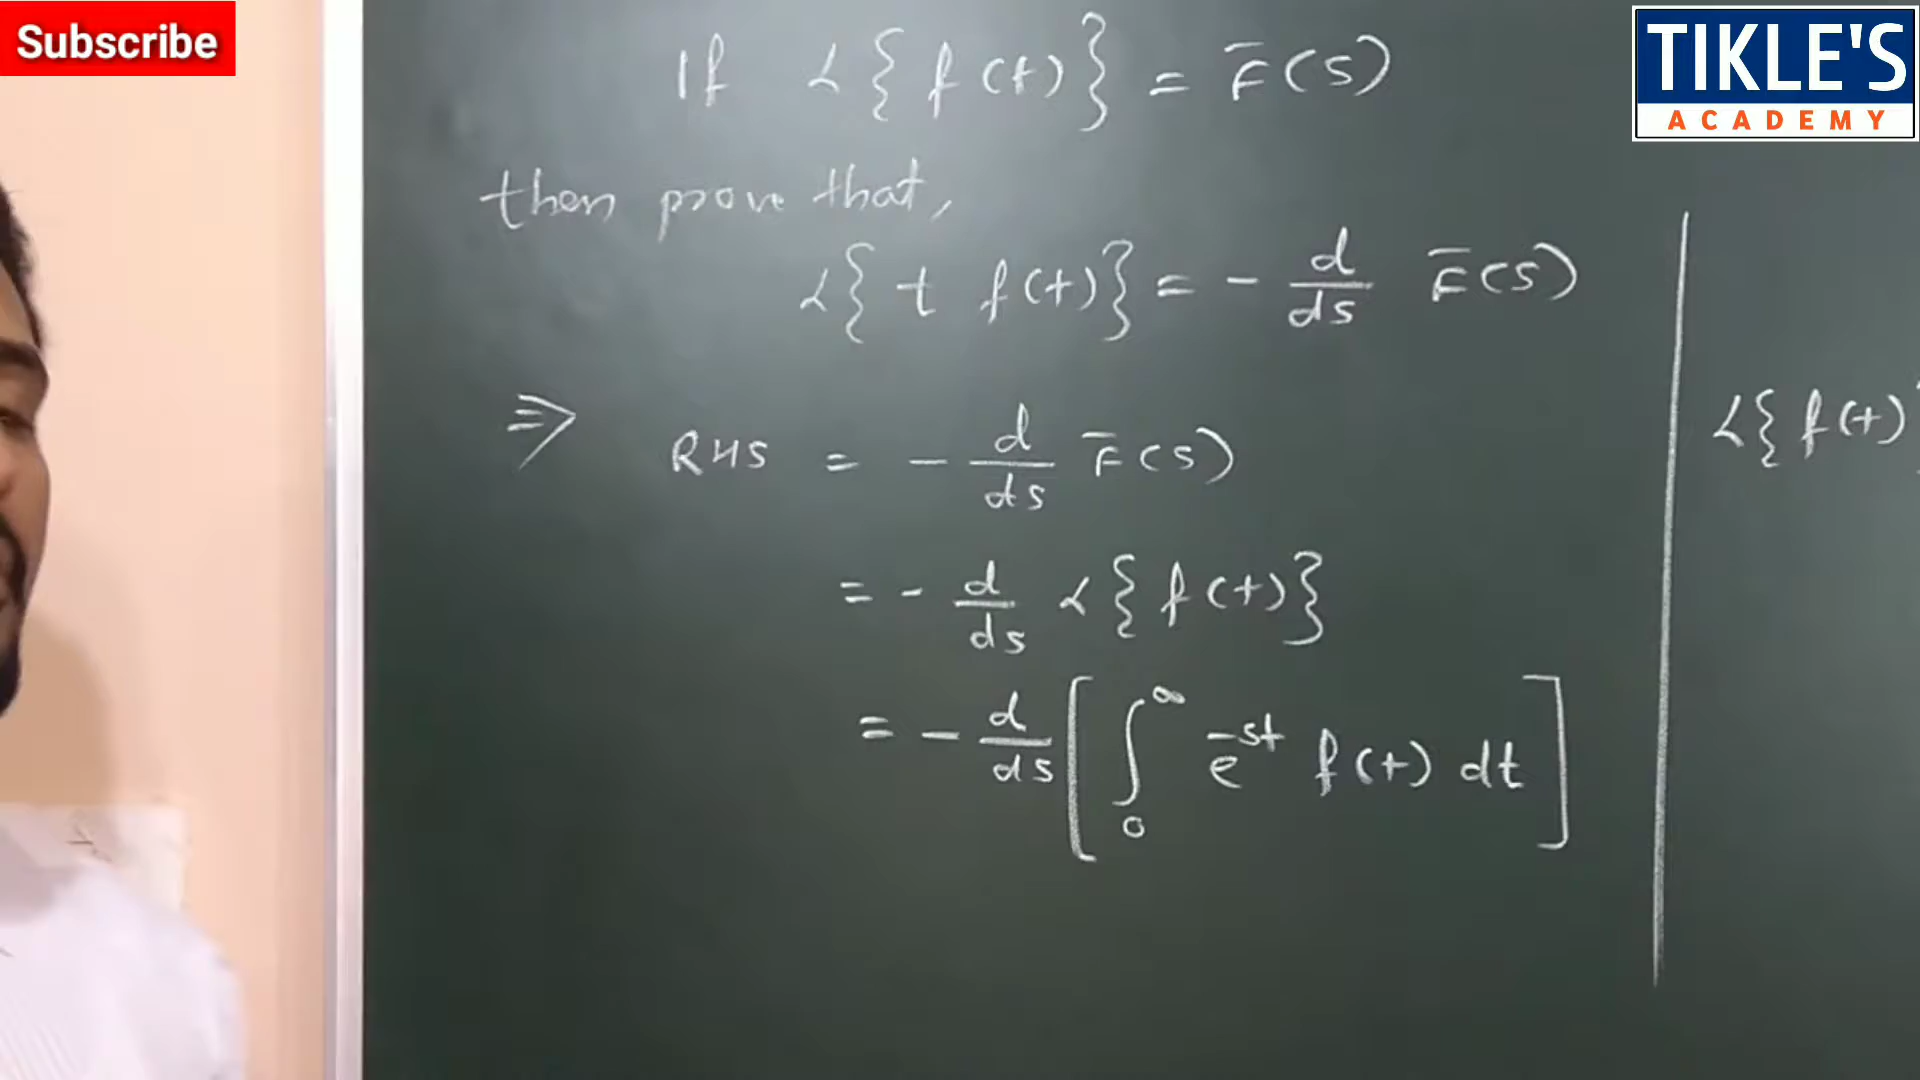 Subscribe
TIKLE'S
ACADEMY
If ℒ{f(t)} = F̄(s)
then prove that,
ℒ{t f(t)} = - d/ds F̄(s)
⇒ RHS = - d/ds F̄(s)
= - d/ds ℒ{f(t)}
= - d/ds [∫₀^∞ e^-st f(t) dt]
ℒ{f(t)